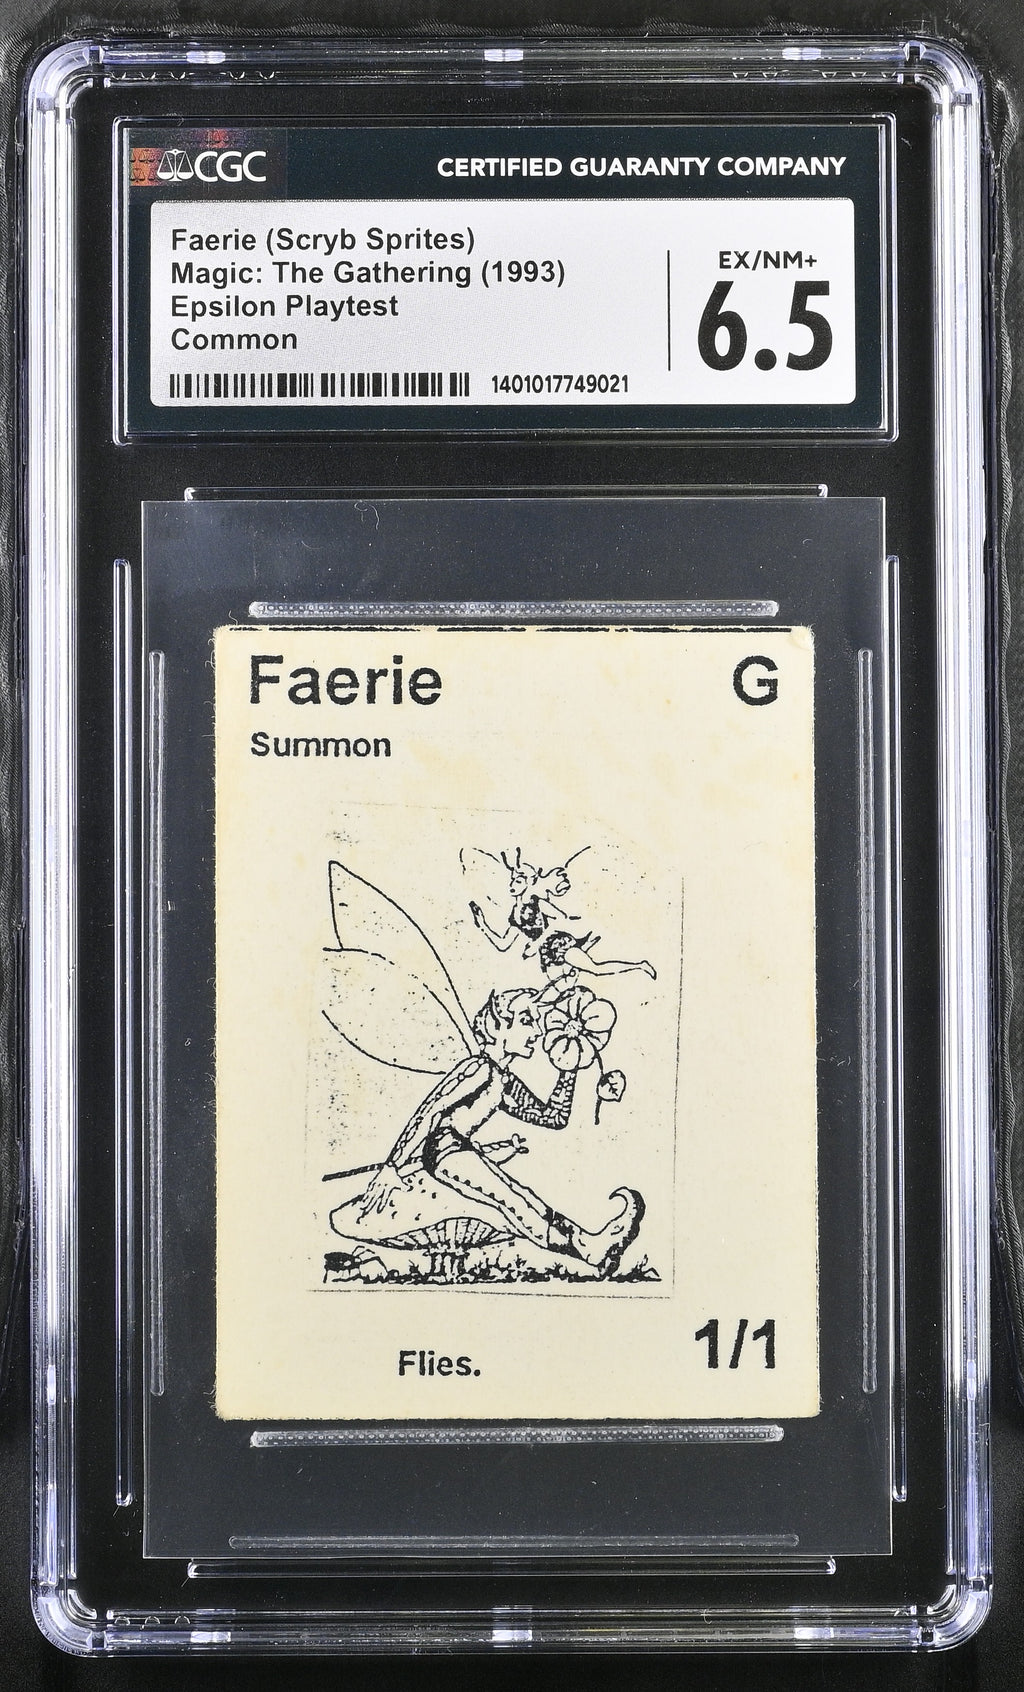 CGC
CERTIFIED GUARANTY COMPANY
Faerie (Scryb Sprites)
Magic: The Gathering (1993)
Epsilon Playtest
Common
EX/NM+
6.5
1401017749021
Faerie G
Summon
Flies.
1/1